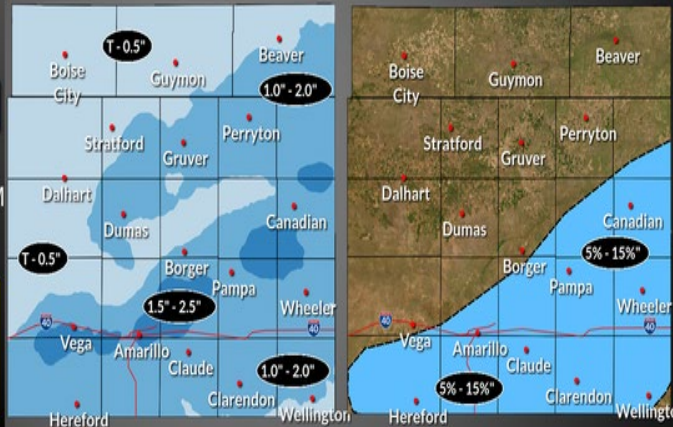 T - 0.5"
Beaver
Boise
City
Guymon
1.0" - 2.0"
Perryton
Stratford
Gruver
M
Dalhart
Dumas
Canadian
T - 0.5"
Borger
Pampa
1.5" - 2.5"
Wheeler
40
40
Vega
Amarillo
Claude
1.0" - 2.0"
Clarendon
Wellington
Hereford
Beaver
Boise
City
Guymon
Perryton
Stratford
Gruver
Dalhart
Dumas
Canadian
5% - 15%"
Borger
Pampa
Wheeler
40
40
Vega
Amarillo
Claude
5% - 15%"
Clarendon
Wellingto
Hereford